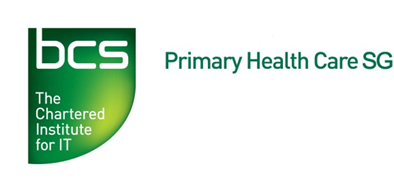 bcs
The
Chartered
Institute
for IT
Primary Health Care SG